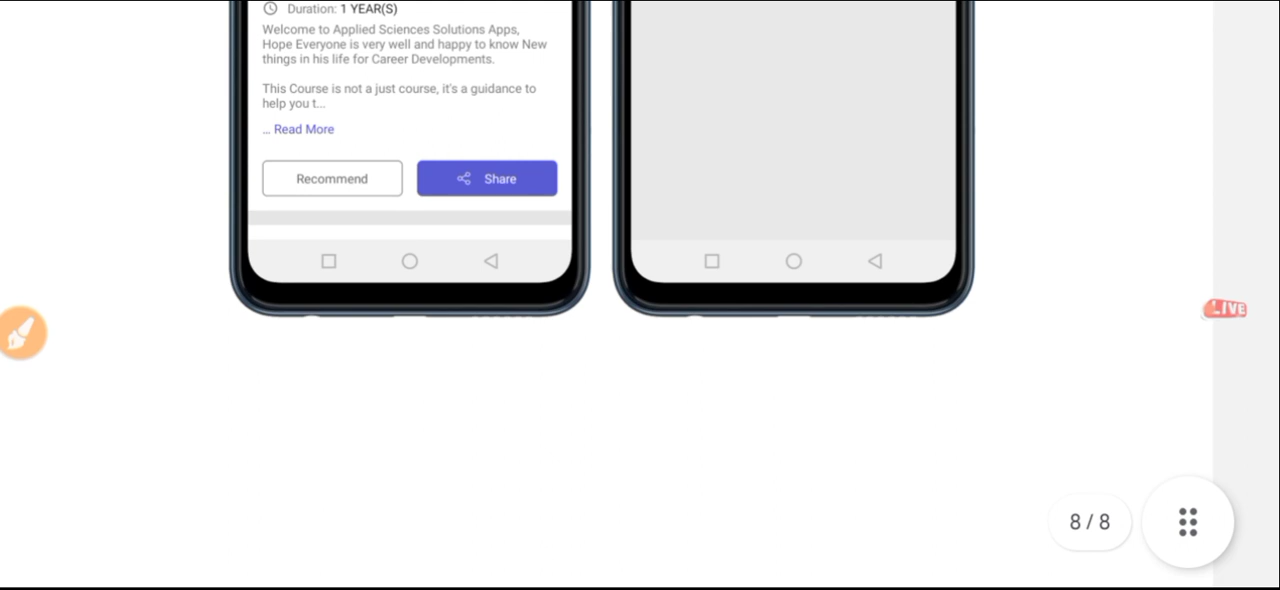 Duration: 1 YEAR(S)
Welcome to Applied Sciences Solutions Apps,
Hope Everyone is very well and happy to know New
things in his life for Career Developments.
This Course is not a just course, it's a guidance to
help you t...
... Read More
Recommend
Share
LIVE
8 / 8